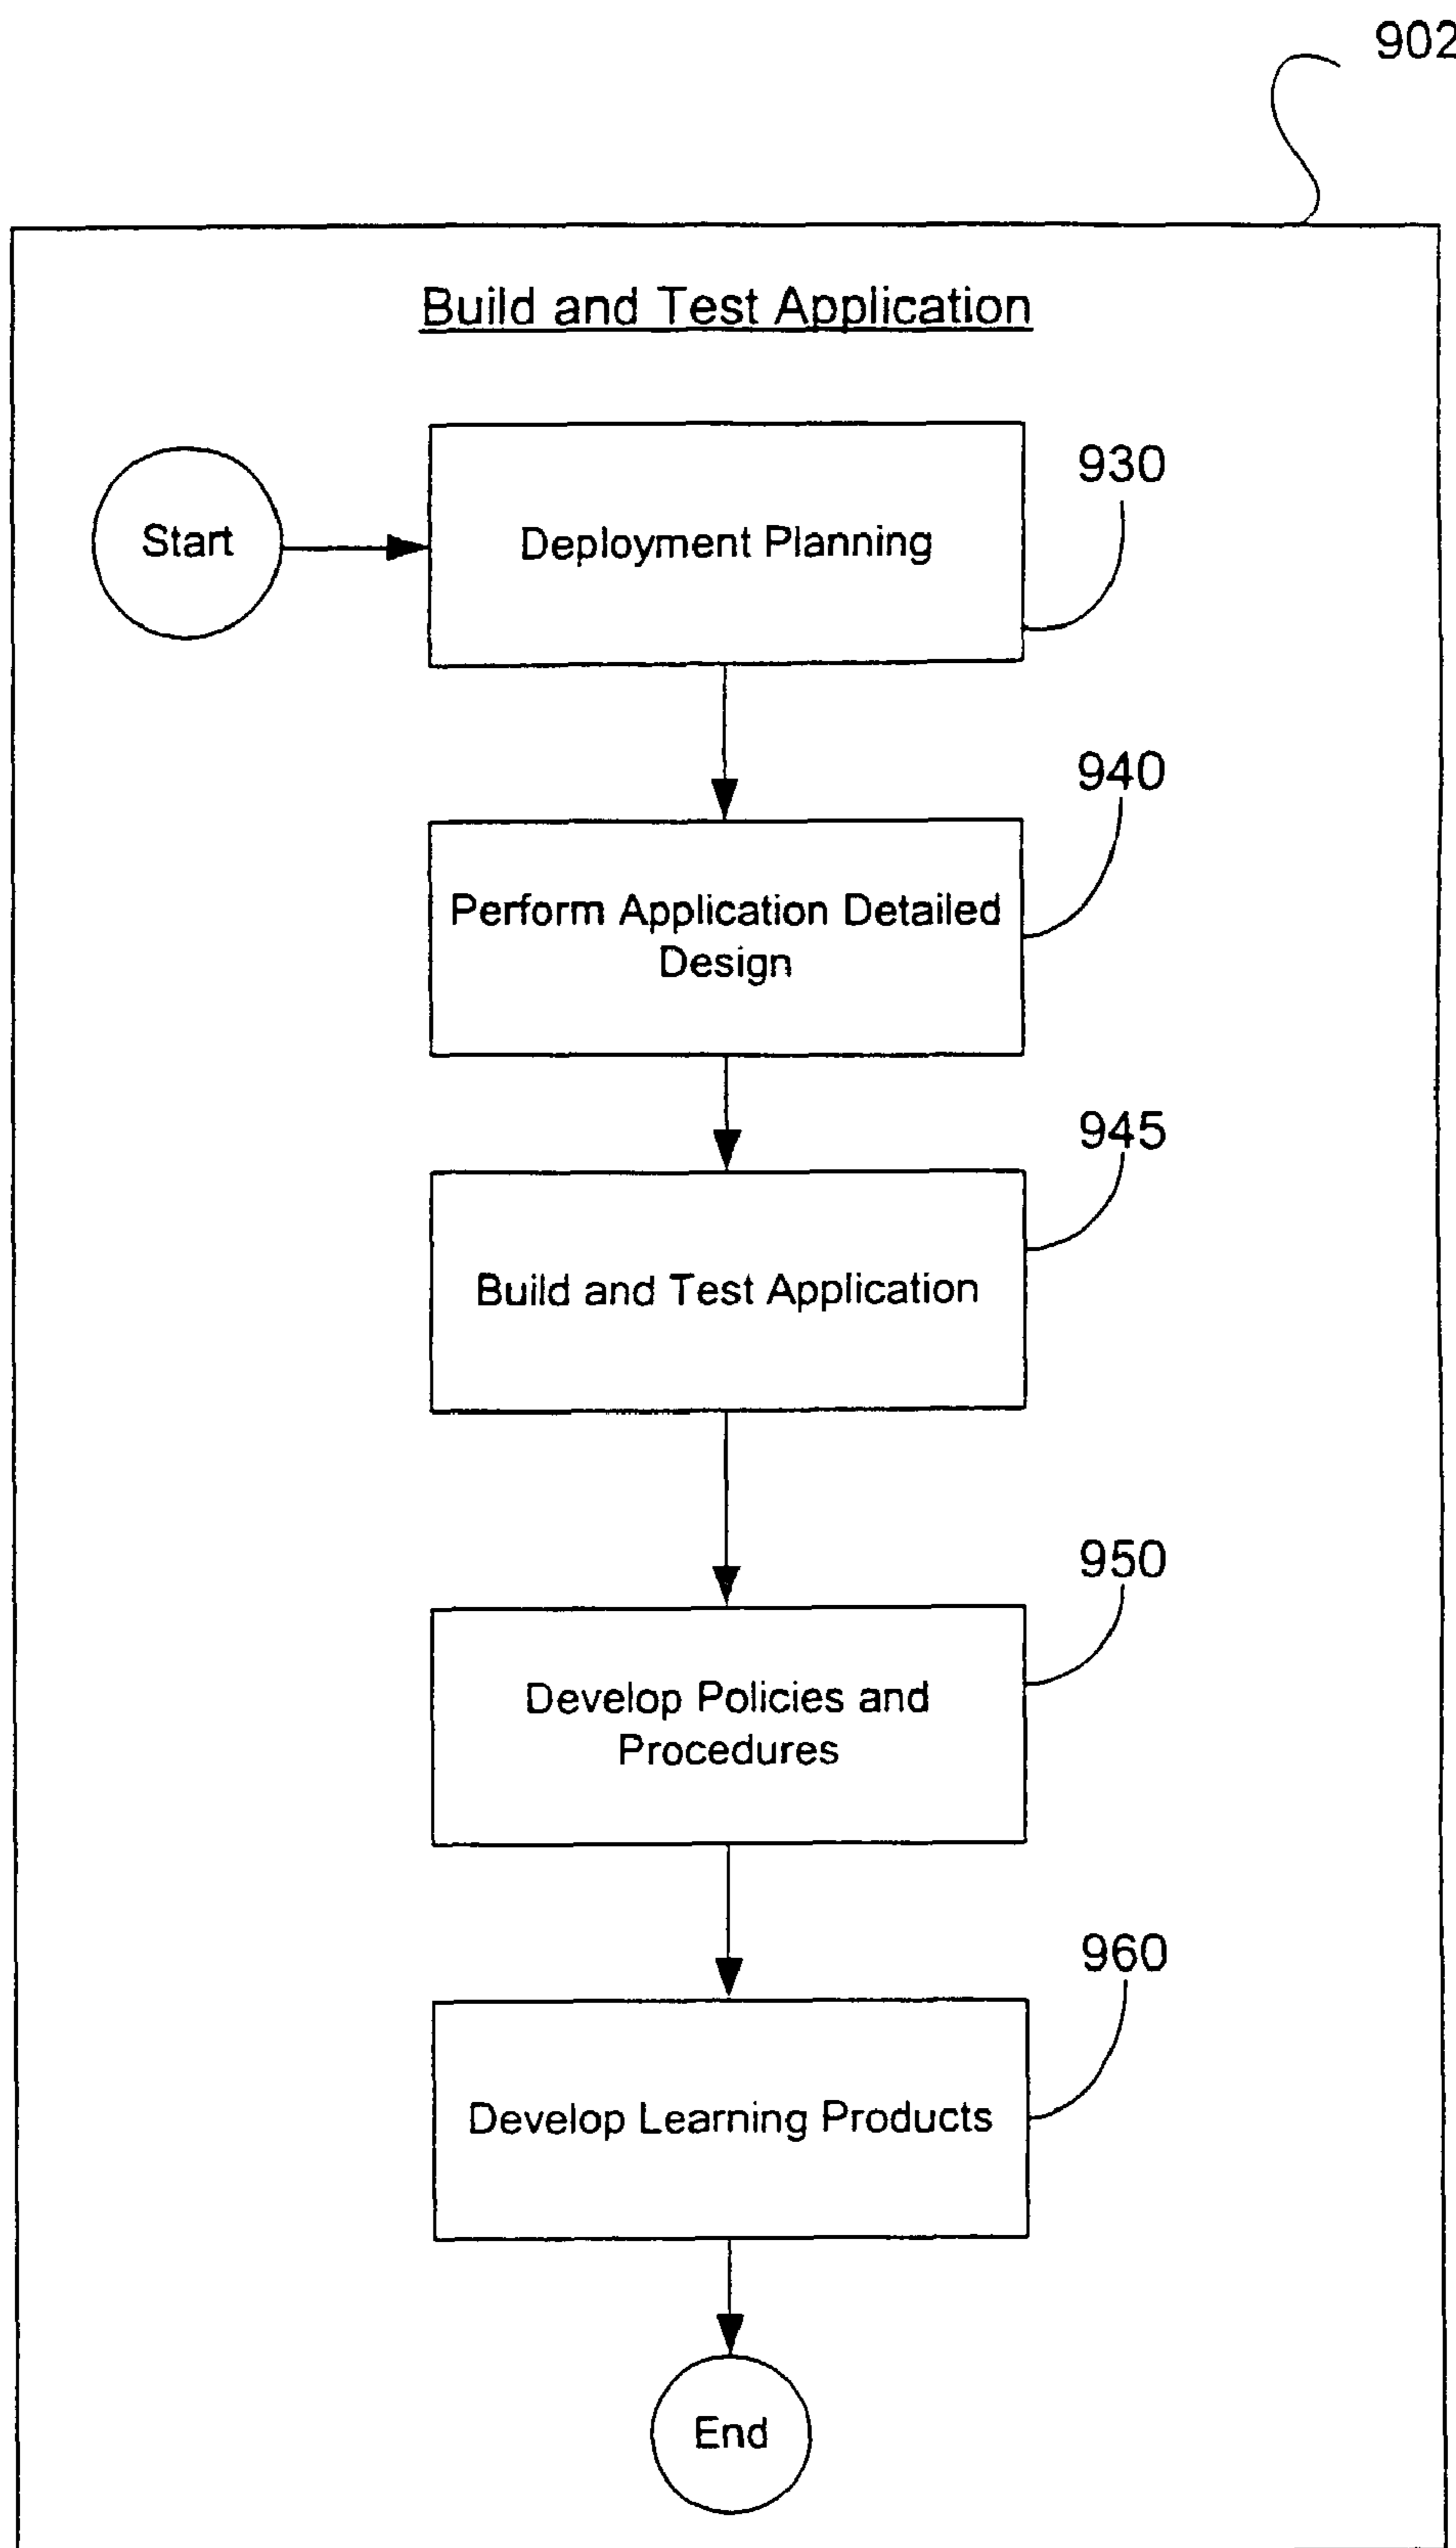 902
Build and Test Application
Start
Deployment Planning
930
940
Perform Application Detailed
Design
945
Build and Test Application
950
Develop Policies and
Procedures
960
Develop Learning Products
End